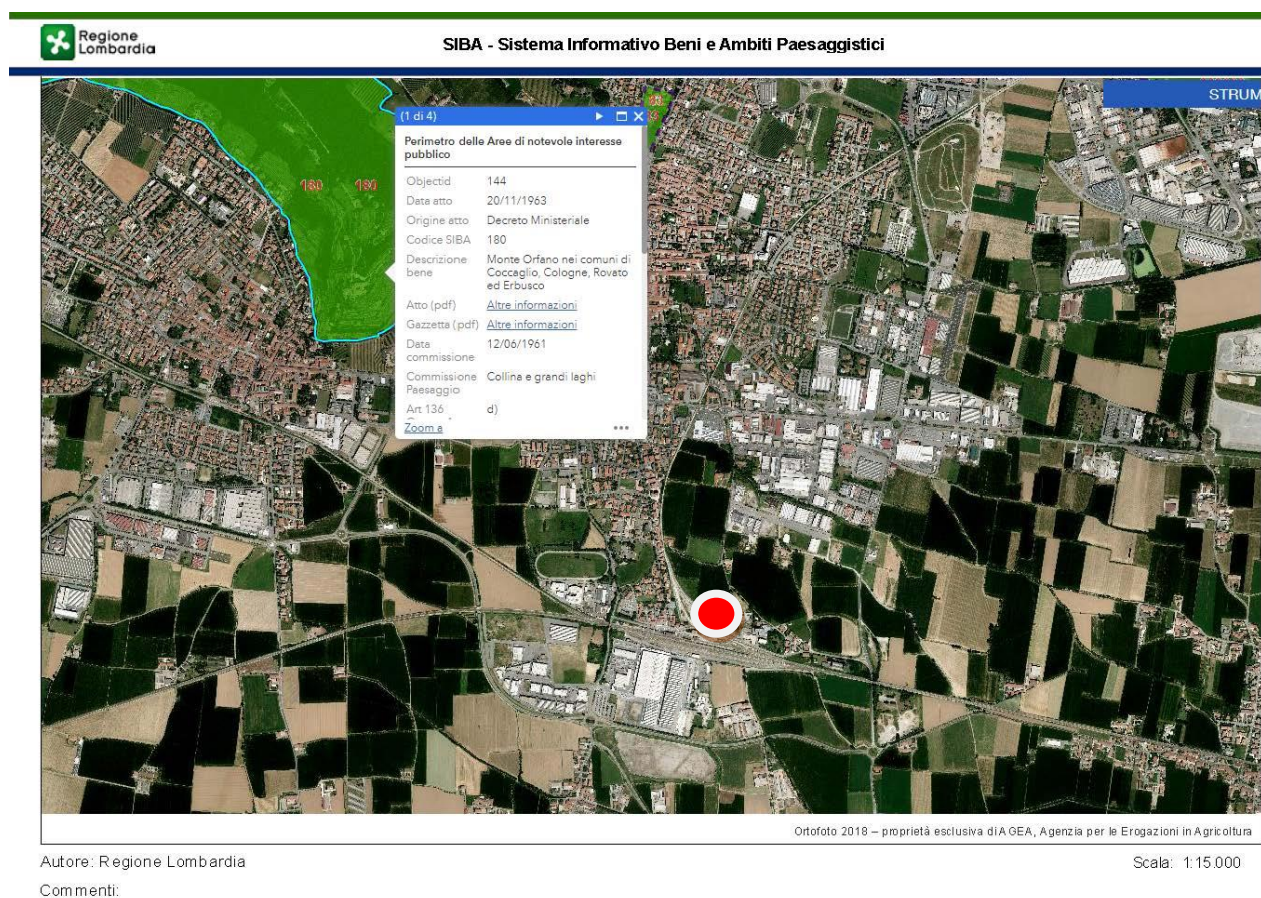 Regione
Lombardia
SIBA - Sistema Informativo Beni e Ambiti Paesaggistici
STRUM
(1 di 4)
Perimetro delle Aree di notevole interesse
pubblico
Objectid 144
Data atto 20/11/1963
Origine atto Decreto Ministeriale
Codice SIBA 180
Descrizione bene Monte Orfano nei comuni di
Coccaglio, Cologne, Rovato
ed Erbusco
Atto (pdf) Altre informazioni
Gazzetta (pdf) Altre informazioni
Data commissione 12/06/1961
Commissione Paesaggio Collina e grandi laghi
Art 136 d)
Zoom a
180 180
Ortofoto 2018 – proprietà esclusiva di AGEA, Agenzia per le Erogazioni in Agricoltura
Autore: Regione Lombardia
Scala: 1:15.000
Commenti: